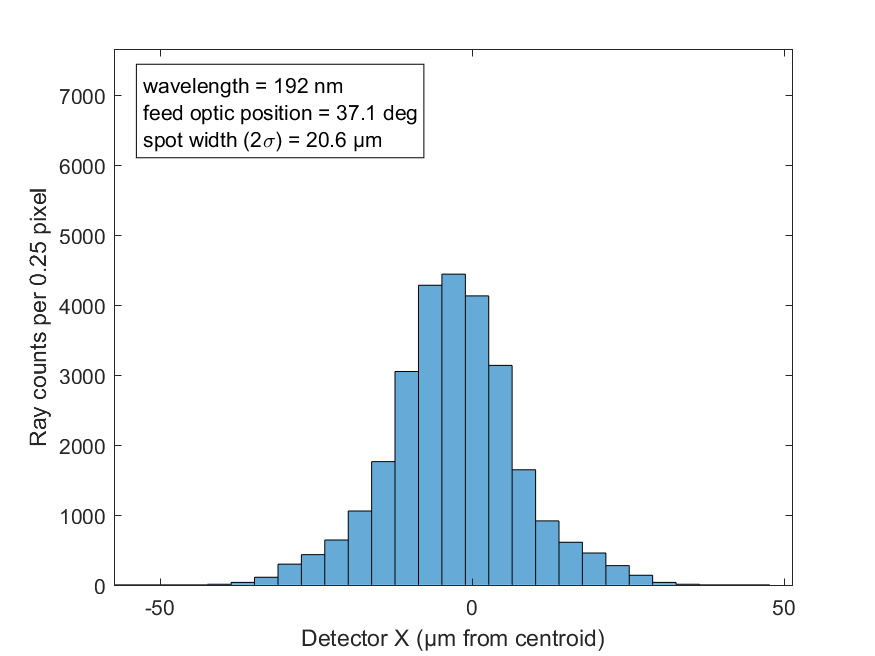 wavelength = 192 nm
feed optic position = 37.1 deg
spot width (2σ) = 20.6 µm
7000
6000
5000
4000
3000
2000
1000
0
Ray counts per 0.25 pixel
-50
0
50
Detector X (µm from centroid)